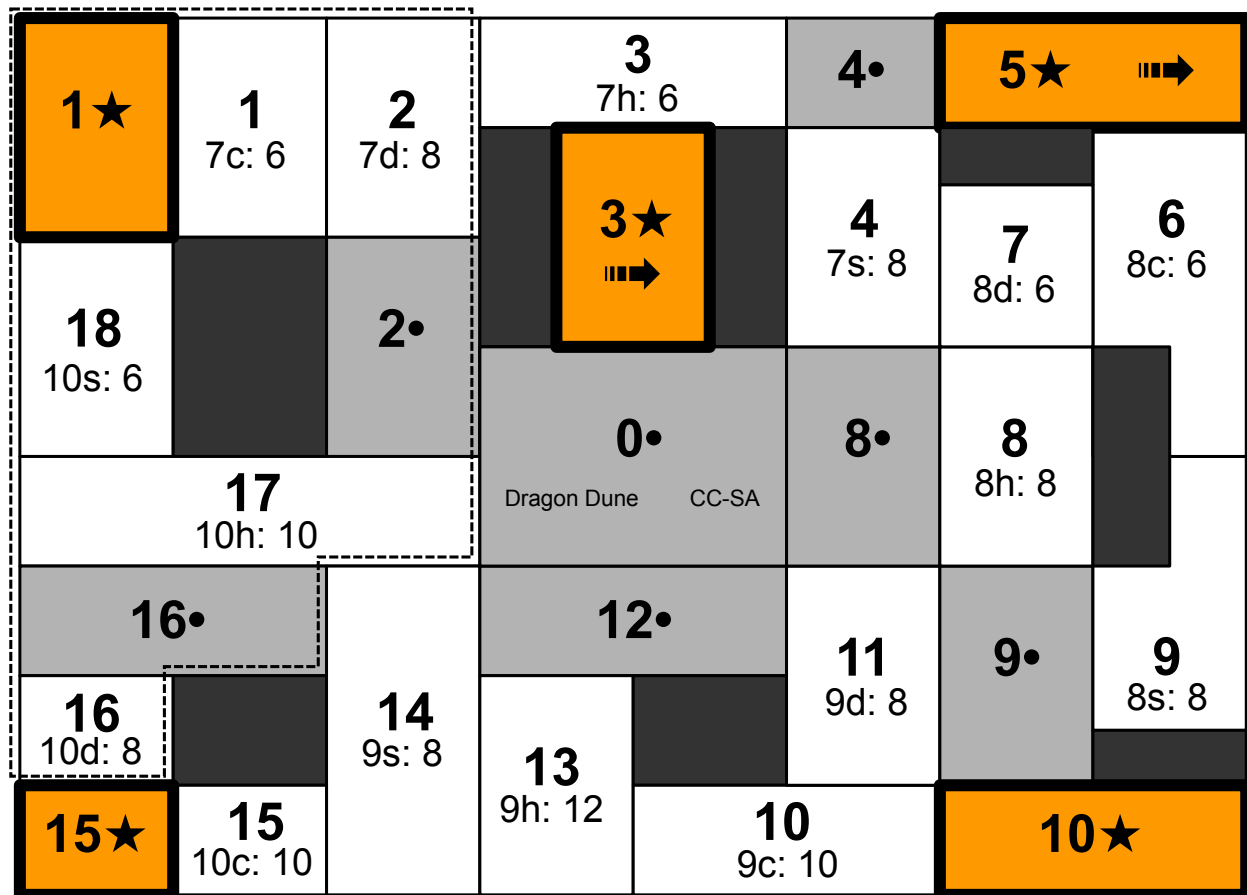 1★
1
7c: 6
2
7d: 8
3
7h: 6
4•
5★
3★
4
7s: 8
7
8d: 6
6
8c: 6
18
10s: 6
2•
0•
Dragon Dune CC-SA
8•
8
8h: 8
17
10h: 10
16•
12•
11
9d: 8
9•
9
8s: 8
16
10d: 8
14
9s: 8
13
9h: 12
15★
15
10c: 10
10
9c: 10
10★